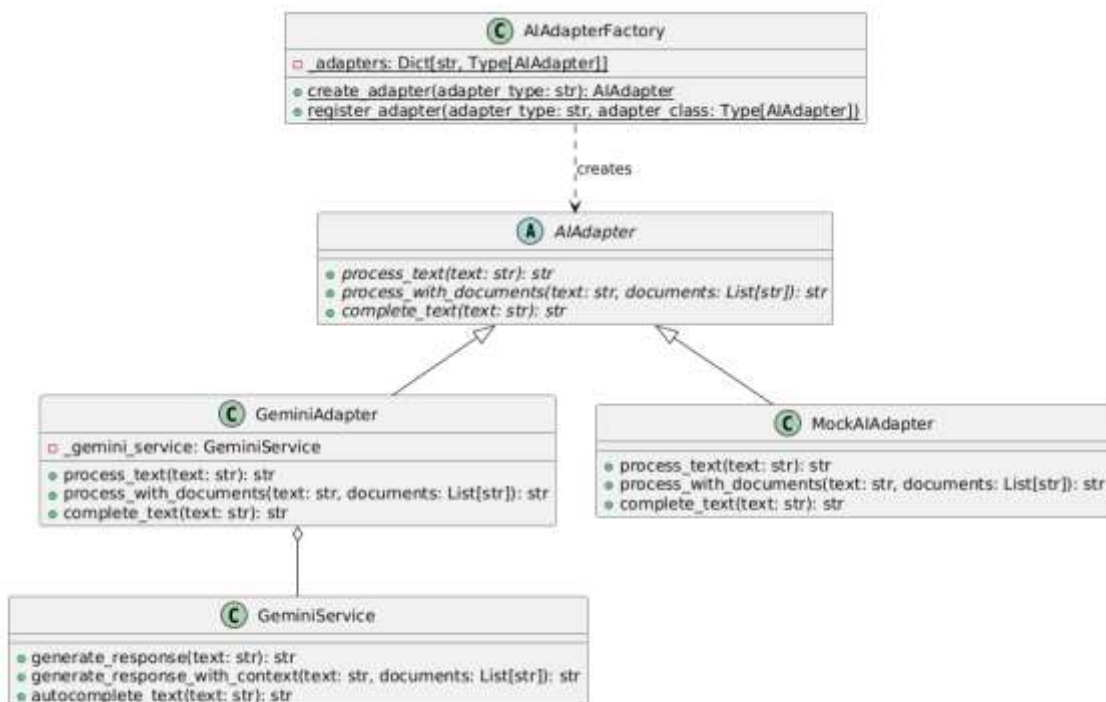 C AIAdapterFactory
_adapters: Dict[str, Type[AIAdapter]]
create_adapter(adapter_type: str): AIAdapter
register_adapter(adapter_type: str, adapter_class: Type[AIAdapter])
creates
A AIAdapter
process_text(text: str): str
process_with_documents(text: str, documents: List[str]): str
complete_text(text: str): str
C GeminiAdapter
_gemini_service: GeminiService
process_text(text: str): str
process_with_documents(text: str, documents: List[str]): str
complete_text(text: str): str
C MockAIAdapter
process_text(text: str): str
process_with_documents(text: str, documents: List[str]): str
complete_text(text: str): str
C GeminiService
generate_response(text: str): str
generate_response_with_context(text: str, documents: List[str]): str
autocomplete_text(text: str): str